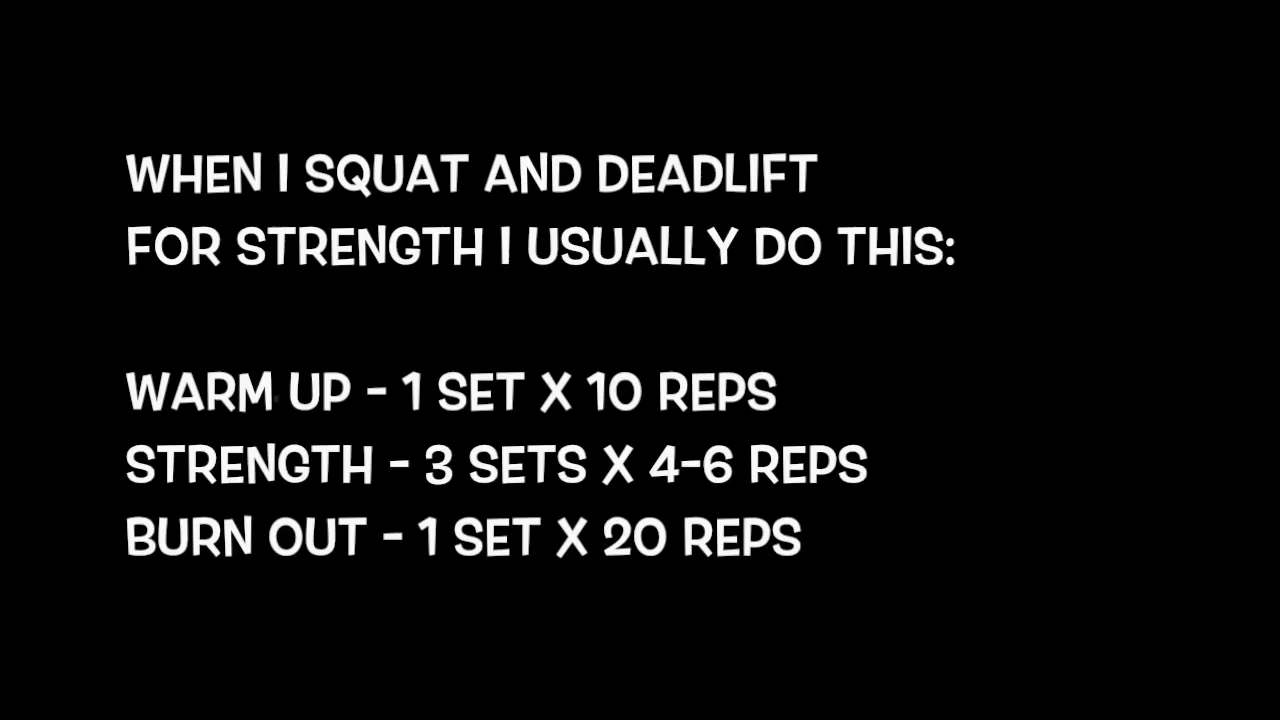 WHEN I SQUAT AND DEADLIFT
FOR STRENGTH I USUALLY DO THIS:
WARM UP - 1 SET X 10 REPS
STRENGTH - 3 SETS X 4-6 REPS
BURN OUT - 1 SET X 20 REPS